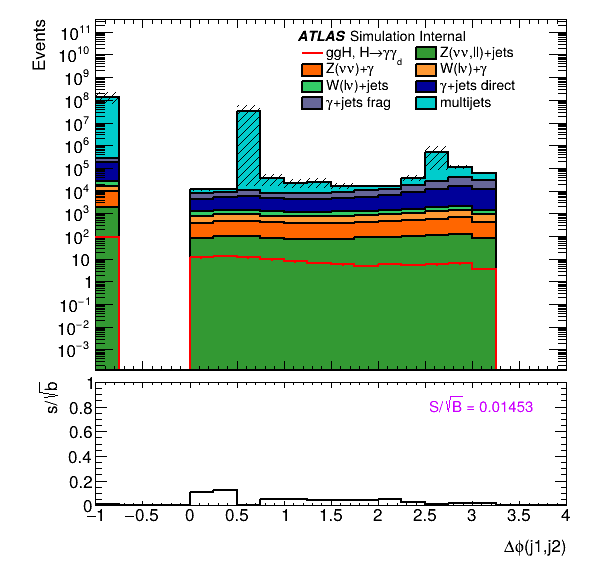 Events
10¹¹
10¹⁰
10⁹
10⁸
10⁷
10⁶
10⁵
10⁴
10³
10²
10
1
10⁻¹
10⁻²
10⁻³
ATLAS Simulation Internal
ggH, H→γγ_d
Z(νν,ll)+jets
Z(νν)+γ
W(lν)+γ
W(lν)+jets
γ+jets direct
γ+jets frag
multijets
s/√b
1
0.8
0.6
0.4
0.2
0
S/√B = 0.01453
−1 −0.5 0 0.5 1 1.5 2 2.5 3 3.5 4
Δϕ(j1,j2)